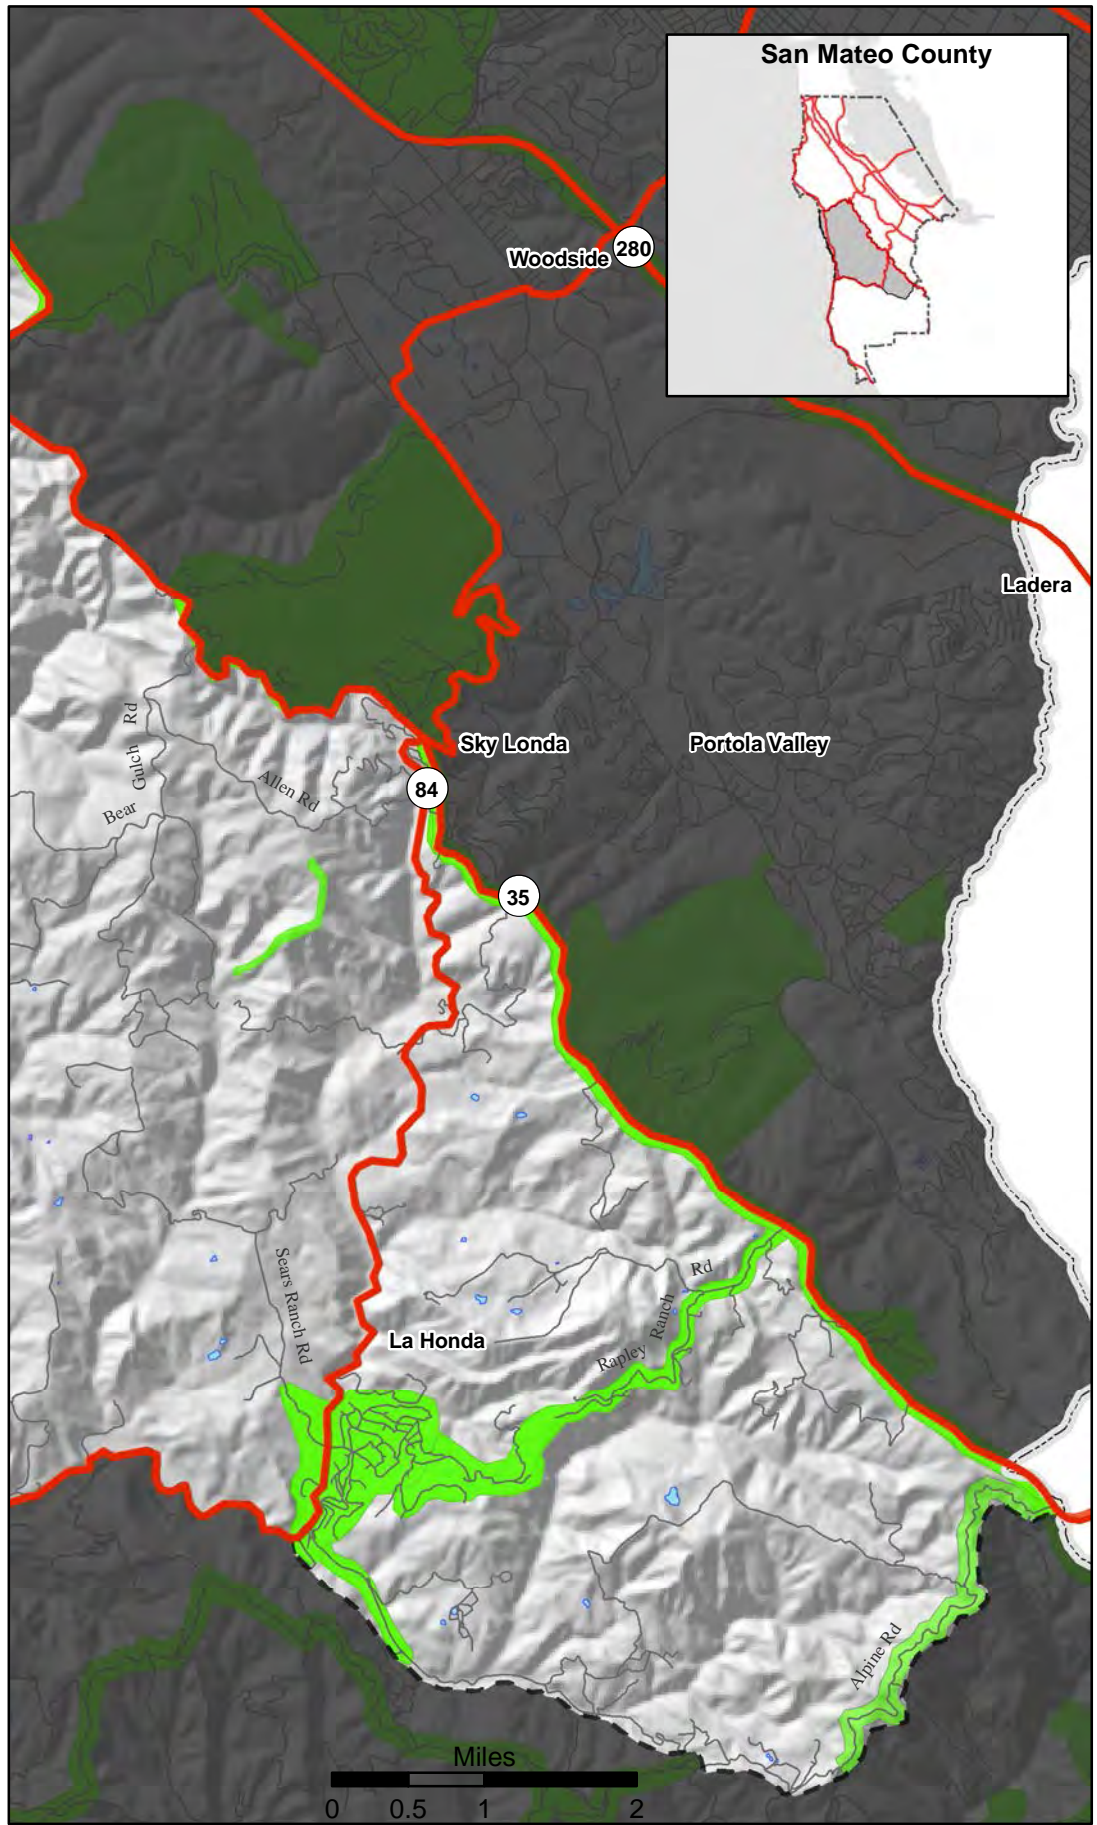 San Mateo County
Woodside
280
Ladera
Bear Gulch Rd
Allen Rd
Sky Londa
Portola Valley
84
35
Sears Ranch Rd
La Honda
Rapley Ranch Rd
Alpine Rd
Miles
0 0.5 1 2